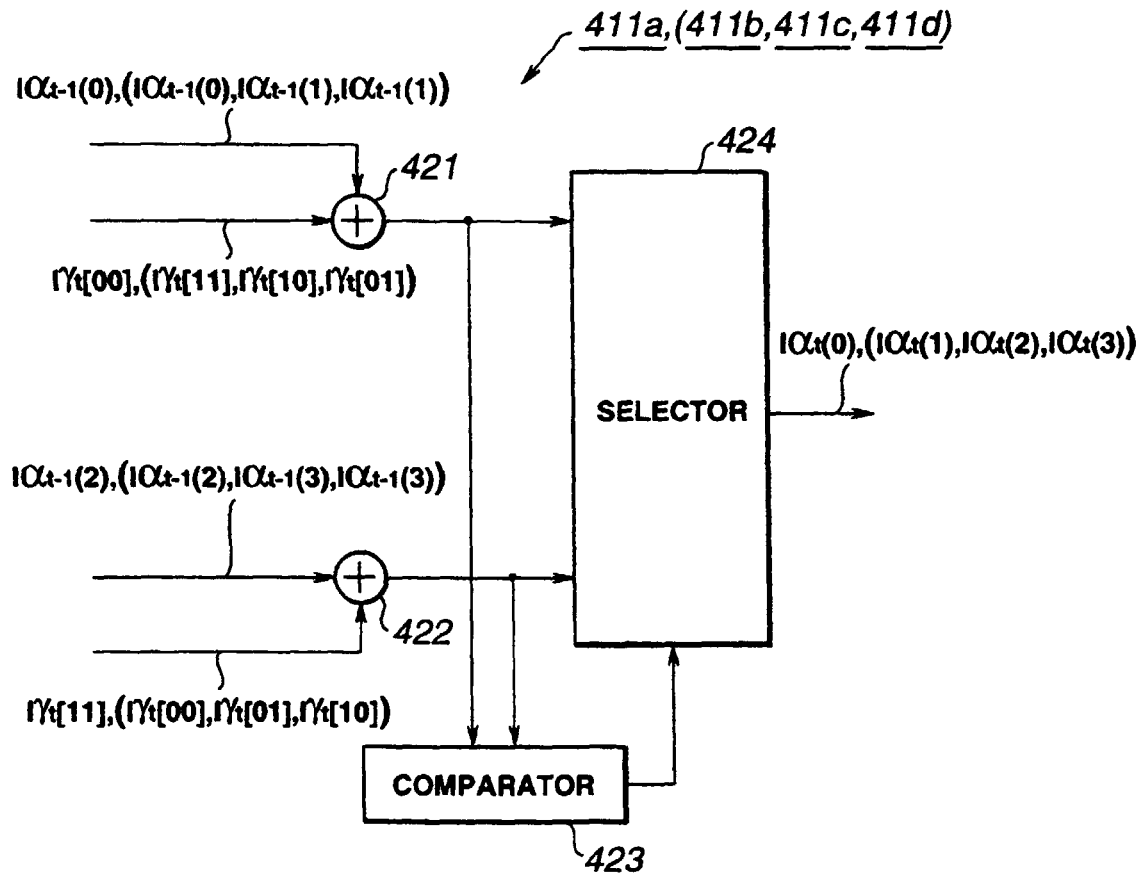 411a,(411b,411c,411d)
Iαt-1(0),(Iαt-1(0),Iαt-1(1),Iαt-1(1))
421
424
Iγt[00],(Iγt[11],Iγt[10],Iγt[01])
Iαt(0),(Iαt(1),Iαt(2),Iαt(3))
SELECTOR
Iαt-1(2),(Iαt-1(2),Iαt-1(3),Iαt-1(3))
422
Iγt[11],(Iγt[00],Iγt[01],Iγt[10])
COMPARATOR
423